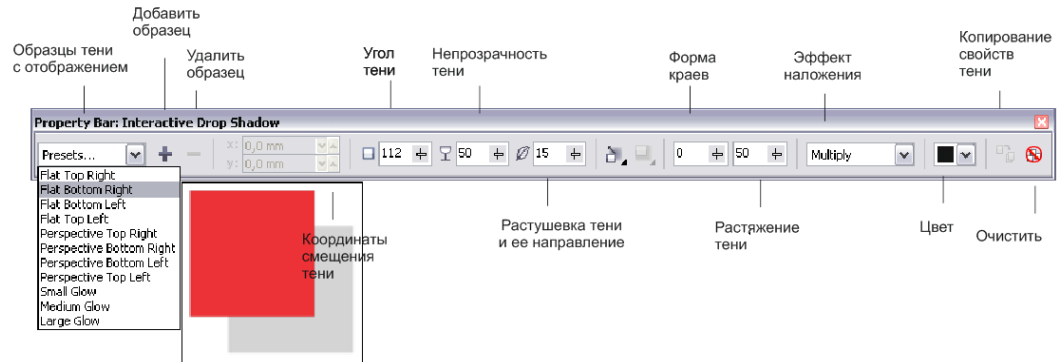 Добавить
образец
Образцы тени
с отображением
Удалить
образец
Угол
тени
Непрозрачность
тени
Форма
краев
Эффект
наложения
Копирование
свойств
тени
Property Bar: Interactive Drop Shadow
Presets...
x: 0,0 mm
y: 0,0 mm
112
50
15
0
50
Multiply
Flat Top Right
Flat Bottom Right
Flat Bottom Left
Flat Top Left
Perspective Top Right
Perspective Bottom Right
Perspective Bottom Left
Perspective Top Left
Small Glow
Medium Glow
Large Glow
Координаты
смещения
тени
Растушевка тени
и ее направление
Растяжение
тени
Цвет
Очистить